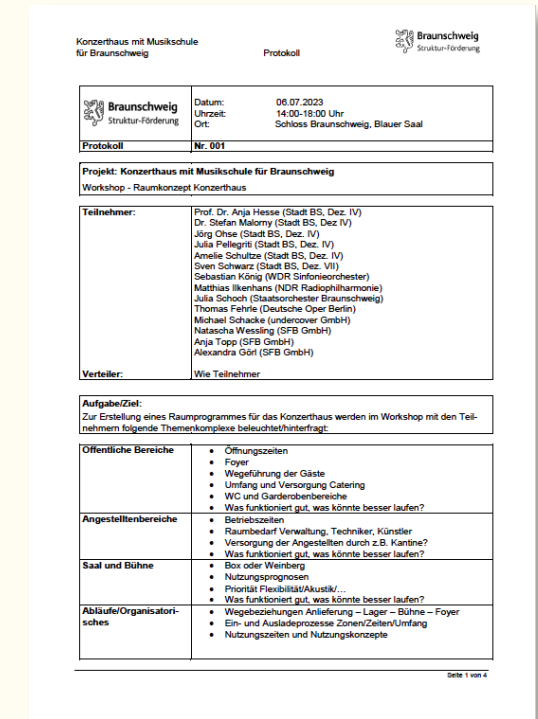 Konzerthaus mit Musikschule
für Braunschweig
Protokoll
Braunschweig
Struktur-Förderung
Braunschweig
Struktur-Förderung
Datum: 06.07.2023
Uhrzeit: 14:00-18:00 Uhr
Ort: Schloss Braunschweig, Blauer Saal
Protokoll Nr. 001
Projekt: Konzerthaus mit Musikschule für Braunschweig
Workshop - Raumkonzept Konzerthaus
Teilnehmer: Prof. Dr. Anja Hesse (Stadt BS, Dez. IV)
Dr. Stefan Malorny (Stadt BS, Dez IV)
Jörg Ohse (Stadt BS, Dez. IV)
Julia Pellegriti (Stadt BS, Dez. IV)
Amelie Schultze (Stadt BS, Dez. IV)
Sven Schwarz (Stadt BS, Dez. VII)
Sebastian König (WDR Sinfonieorchester)
Matthias Ilkenhans (NDR Radiophilharmonie)
Julia Schoch (Staatsorchester Braunschweig)
Thomas Fehrle (Deutsche Oper Berlin)
Michael Schacke (undercover GmbH)
Natascha Wessling (SFB GmbH)
Anja Topp (SFB GmbH)
Alexandra Görl (SFB GmbH)
Verteiler: Wie Teilnehmer
Aufgabe/Ziel:
Zur Erstellung eines Raumprogrammes für das Konzerthaus werden im Workshop mit den Teil-
nehmern folgende Themenkomplexe beleuchtet/hinterfragt:
Öffentliche Bereiche • Öffnungszeiten
• Foyer
• Wegeführung der Gäste
• Umfang und Versorgung Catering
• WC und Garderobenbereiche
• Was funktioniert gut, was könnte besser laufen?
Angestelltenbereiche • Betriebszeiten
• Raumbedarf Verwaltung, Techniker, Künstler
• Versorgung der Angestellten durch z.B. Kantine?
• Was funktioniert gut, was könnte besser laufen?
Saal und Bühne • Box oder Weinberg
• Nutzungsprognosen
• Priorität Flexibilität/Akustik/…
• Was funktioniert gut, was könnte besser laufen?
Abläufe/Organisatori- • Wegebeziehungen Anlieferung – Lager – Bühne – Foyer
sches • Ein- und Ausladeprozesse Zonen/Zeiten/Umfang
• Nutzungszeiten und Nutzungskonzepte
Seite 1 von 4